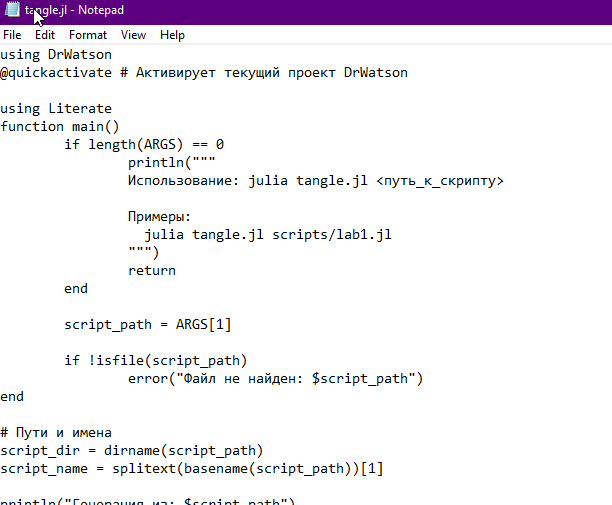 tangle.jl - Notepad
File Edit Format View Help
using DrWatson
@quickactivate # Активирует текущий проект DrWatson

using Literate
function main()
        if length(ARGS) == 0
                println("""
                Использование: julia tangle.jl <путь_к_скрипту>

                Примеры:
                  julia tangle.jl scripts/lab1.jl
                """)
                return
        end

        script_path = ARGS[1]

        if !isfile(script_path)
                error("Файл не найден: $script_path")
end

# Пути и имена
script_dir = dirname(script_path)
script_name = splitext(basename(script_path))[1]

println("Генерация из: $script_path")